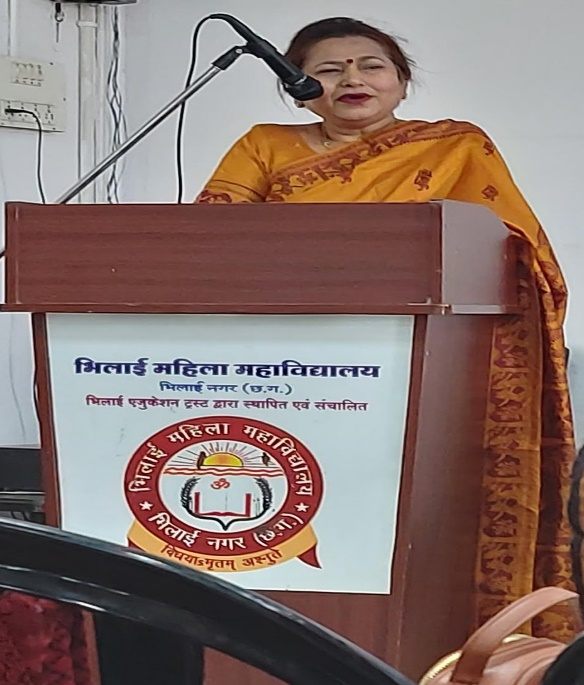 भिलाई महिला महाविद्यालय
भिलाई नगर (छ.ग.)
भिलाई एजुकेशन ट्रस्ट द्वारा स्थापित एवं संचालित
भिलाई महिला महाविद्यालय
ॐ
भिलाई नगर (छ.ग.)
विद्ययाऽमृतम् अश्नुते